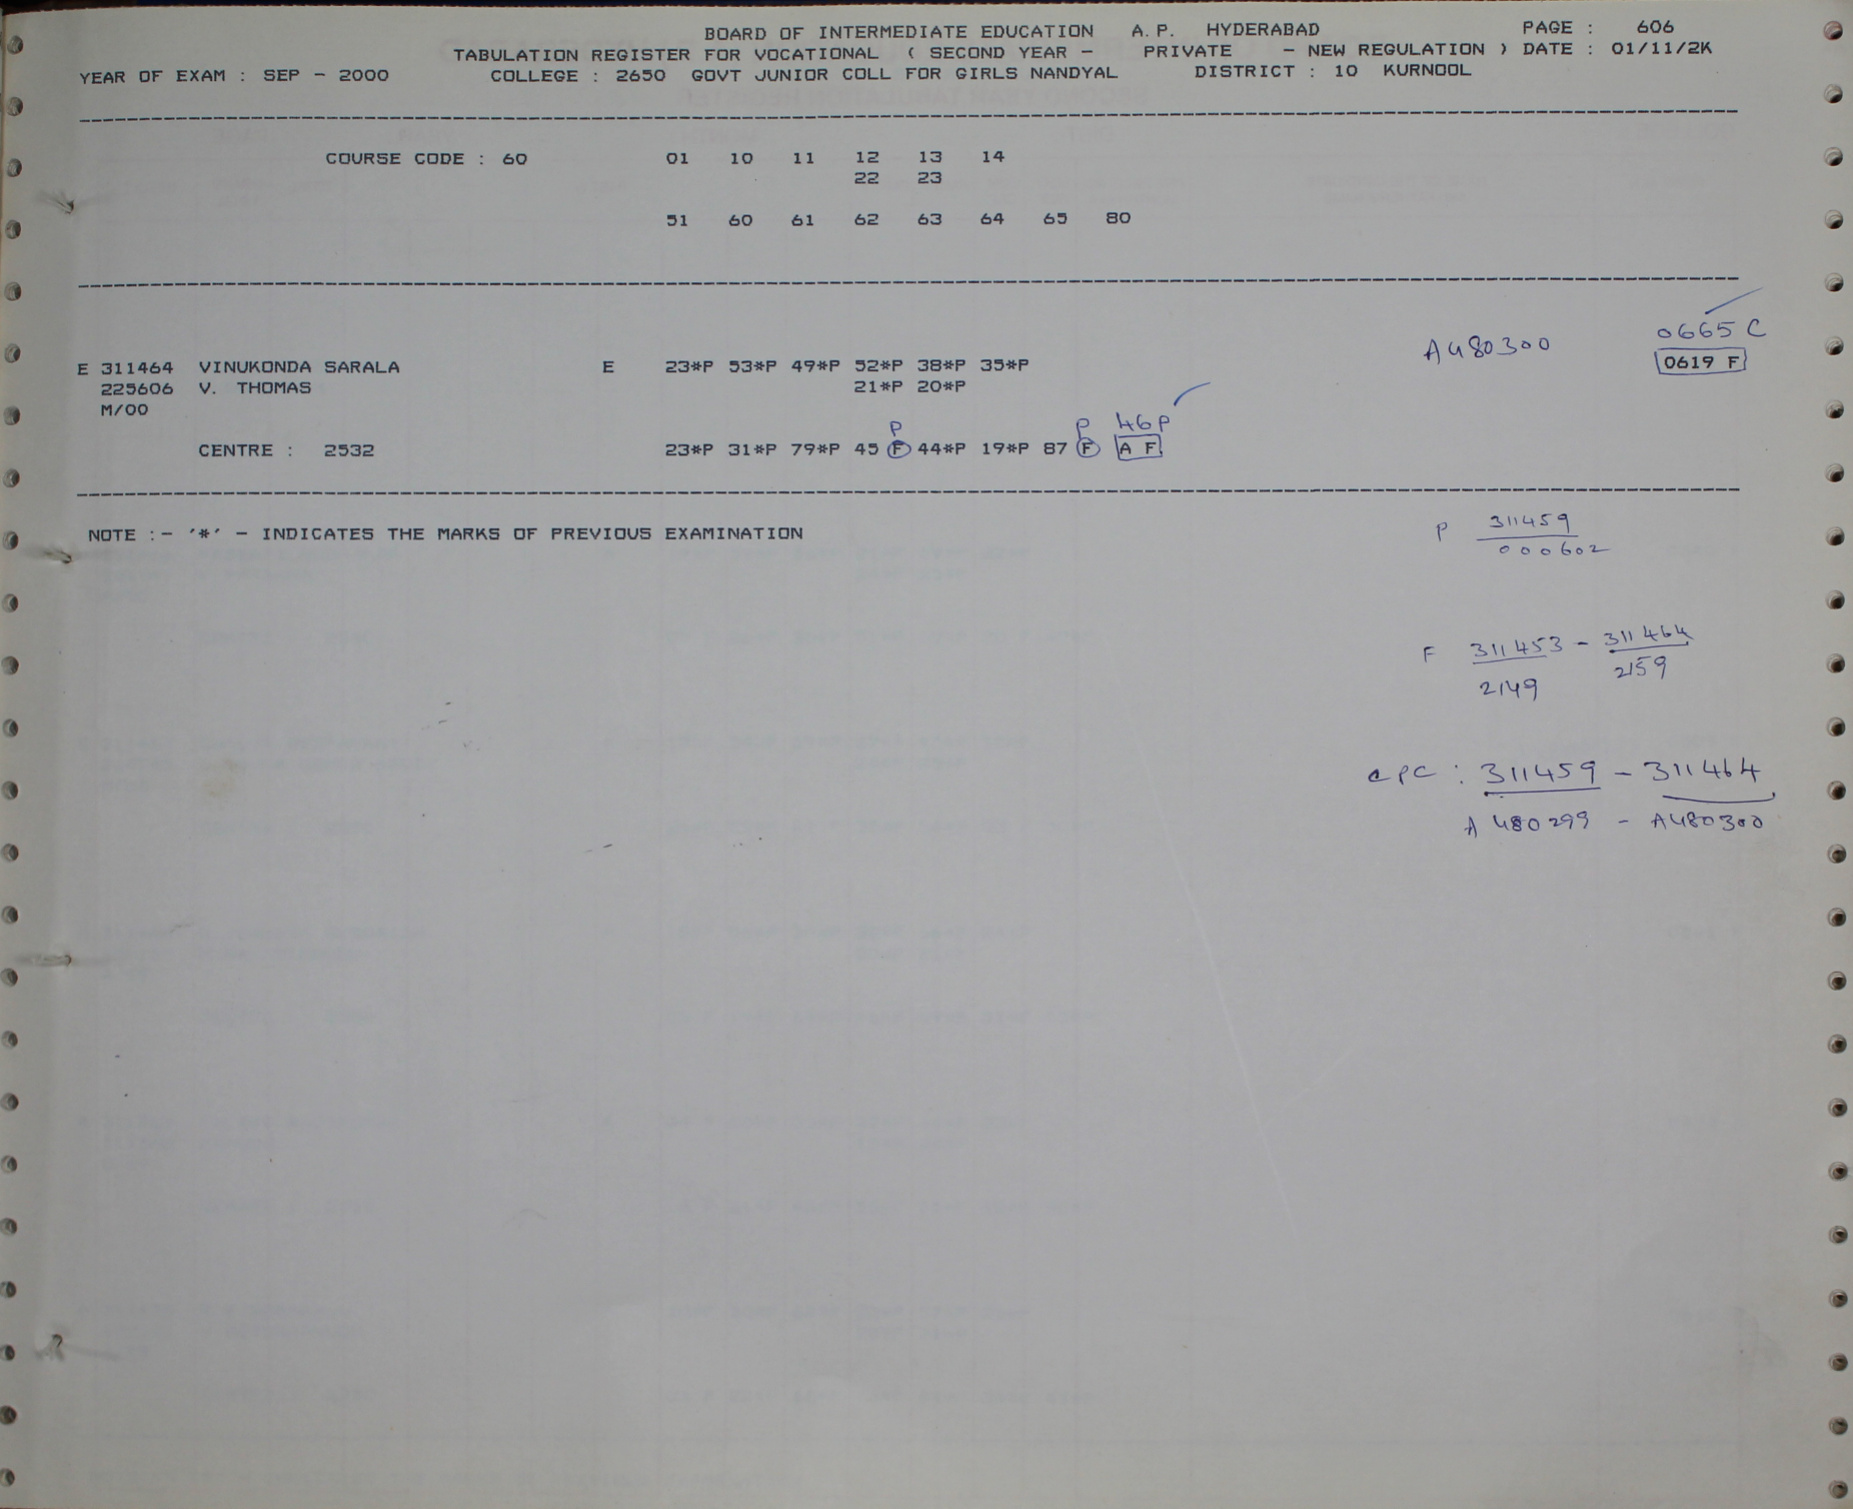 BOARD OF INTERMEDIATE EDUCATION A. P. HYDERABAD PAGE : 606
TABULATION REGISTER FOR VOCATIONAL ( SECOND YEAR - PRIVATE - NEW REGULATION ) DATE : 01/11/2K
YEAR OF EXAM : SEP - 2000 COLLEGE : 2650 GOVT JUNIOR COLL FOR GIRLS NANDYAL DISTRICT : 10 KURNOOL
COURSE CODE : 60 01 10 11 12 13 14
22 23
51 60 61 62 63 64 65 80
A480300 0665 C
0619 F
E 311464 VINUKONDA SARALA E 23*P 53*P 49*P 52*P 38*P 35*P
225606 V. THOMAS 21*P 20*P
M/00
P P 46P
CENTRE : 2532 23*P 31*P 79*P 45 F 44*P 19*P 87 F A F
NOTE :- '*' - INDICATES THE MARKS OF PREVIOUS EXAMINATION
P 311459
000602
F 311453 - 311464
2149 2159
CPC : 311459 - 311464
A 480299 - A480300